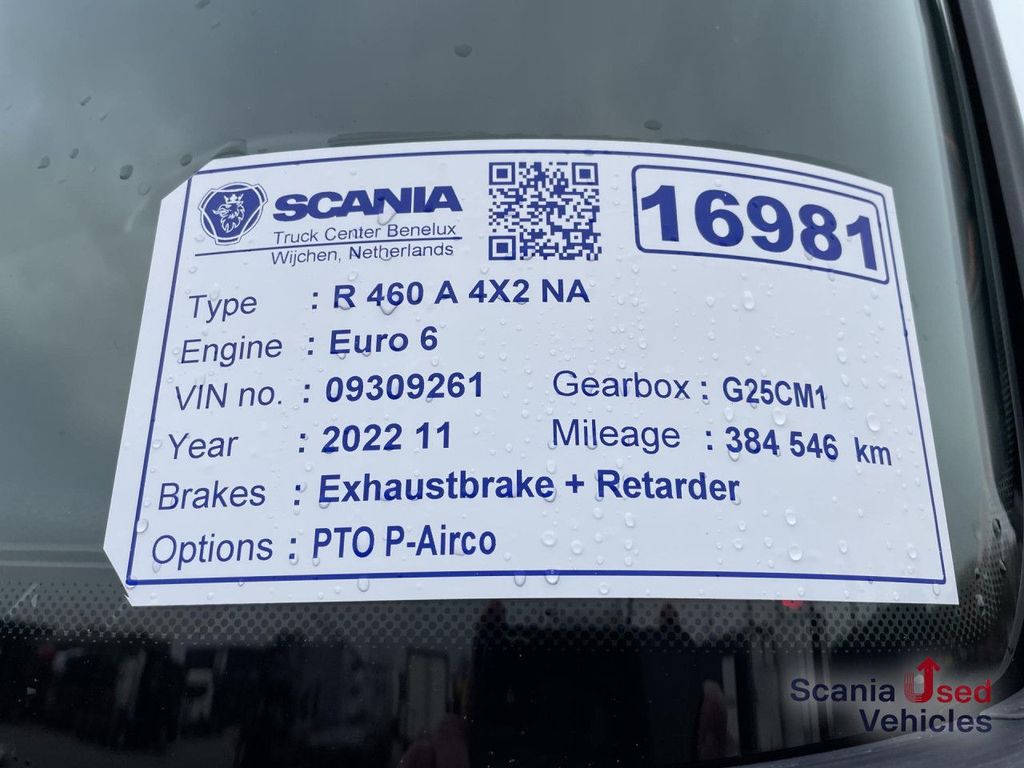 SCANIA
Truck Center Benelux
Wijchen, Netherlands
16981
Type : R 460 A 4X2 NA
Engine : Euro 6
VIN no. : 09309261 Gearbox : G25CM1
Year : 2022 11 Mileage : 384 546 km
Brakes : Exhaustbrake + Retarder
Options : PTO P-Airco
Scania Used
Vehicles